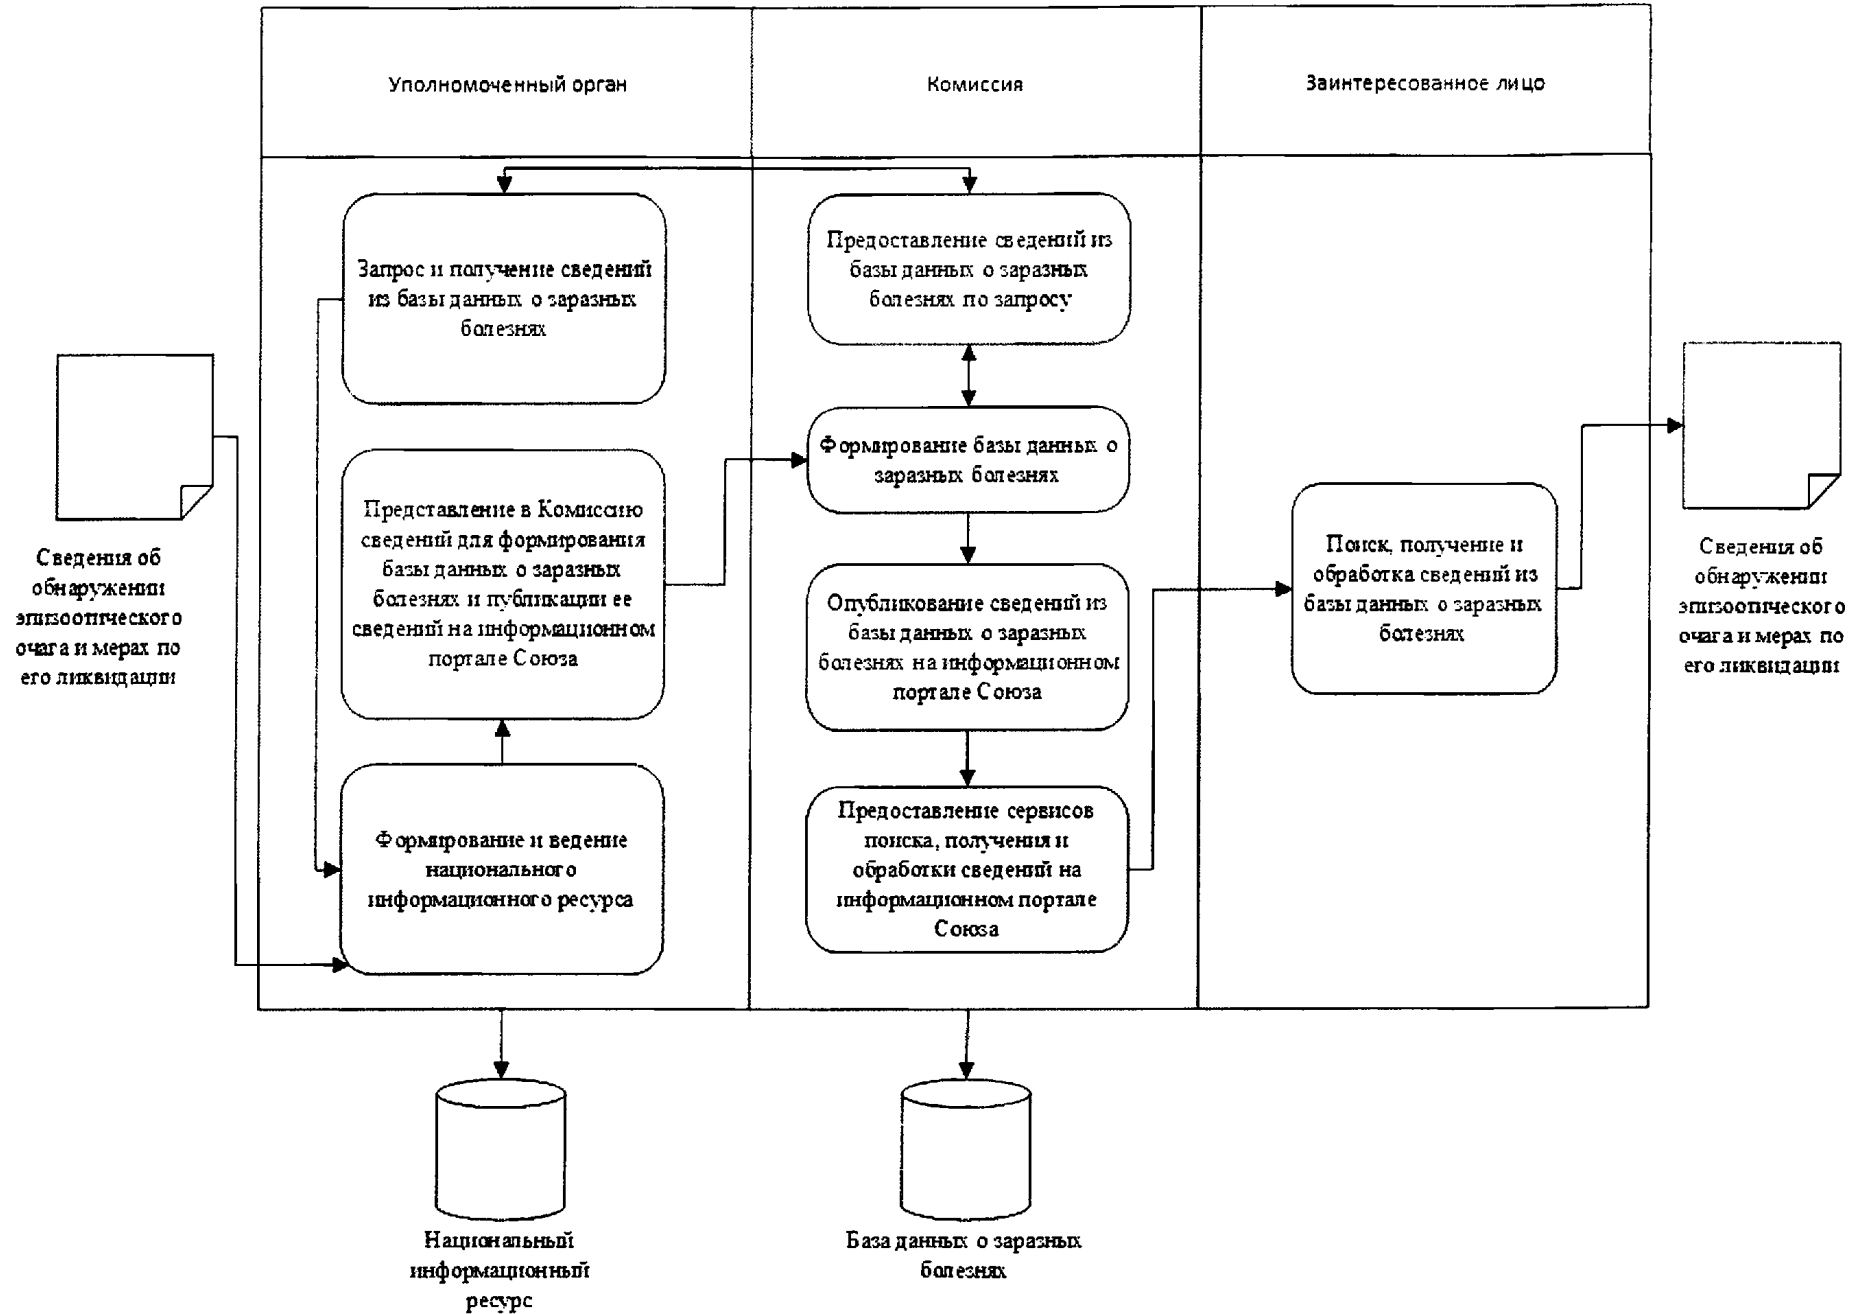 Уполномоченный орган
Комиссия
Заинтересованное лицо
Запрос и получение сведений
из базы данных о заразных
болезнях
Предоставление сведений из
базы данных о заразных
болезнях по запросу
Сведения об
обнаружении
эпизоотического
очага и мерах по
его ликвидации
Представление в Комиссию
сведений для формирования
базы данных о заразных
болезнях и публикации ее
сведений на информационном
портале Союза
Формирование базы данных о
заразных болезнях
Опубликование сведений из
базы данных о заразных
болезнях на информационном
портале Союза
Поиск, получение и
обработка сведений из
базы данных о заразных
болезнях
Сведения об
обнаружении
эпизоотического
очага и мерах по
его ликвидации
Формирование и ведение
национального
информационного ресурса
Предоставление сервисов
поиска, получения и
обработки сведений на
информационном портале
Союза
Национальный
информационный
ресурс
База данных о заразных
болезнях